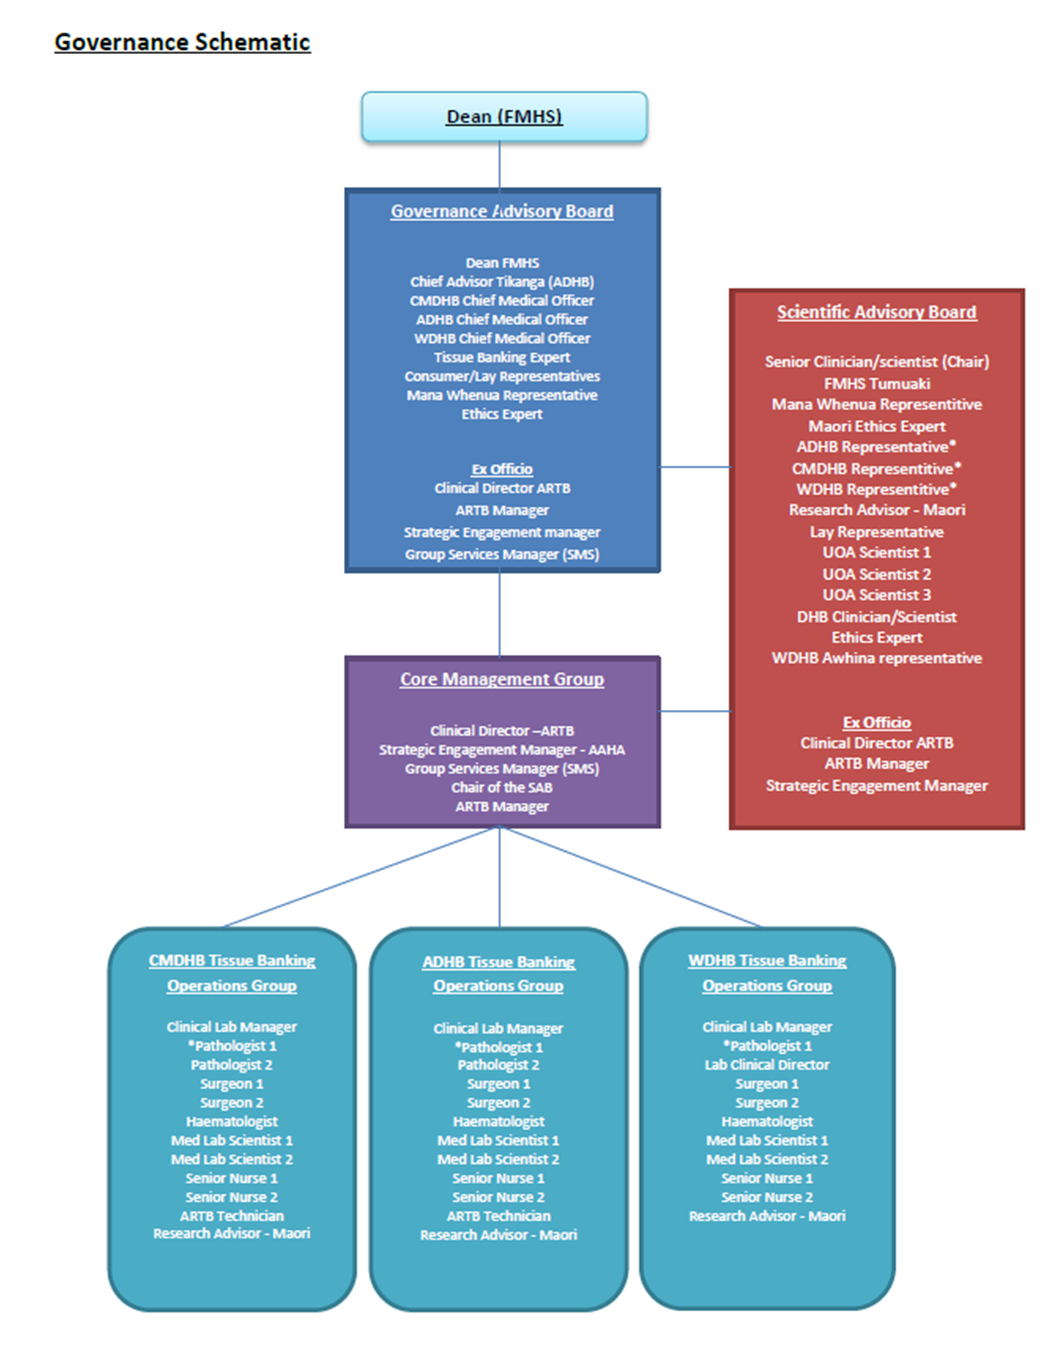 Governance Schematic
Dean (FMHS)
Governance Advisory Board
Dean FMHS
Chief Advisor Tikanga (ADHB)
CMDHB Chief Medical Officer
ADHB Chief Medical Officer
WDHB Chief Medical Officer
Tissue Banking Expert
Consumer/Lay Representatives
Mana Whenua Representative
Ethics Expert
Ex Officio
Clinical Director ARTB
ARTB Manager
Strategic Engagement manager
Group Services Manager (SMS)
Scientific Advisory Board
Senior Clinician/scientist (Chair)
FMHS Tumuaki
Mana Whenua Representitive
Maori Ethics Expert
ADHB Representative*
CMDHB Representitive*
WDHB Representitive*
Research Advisor - Maori
Lay Representative
UOA Scientist 1
UOA Scientist 2
UOA Scientist 3
DHB Clinician/Scientist
Ethics Expert
WDHB Awhina representative
Ex Officio
Clinical Director ARTB
ARTB Manager
Strategic Engagement Manager
Core Management Group
Clinical Director –ARTB
Strategic Engagement Manager - AAHA
Group Services Manager (SMS)
Chair of the SAB
ARTB Manager
CMDHB Tissue Banking
Operations Group
Clinical Lab Manager
*Pathologist 1
Pathologist 2
Surgeon 1
Surgeon 2
Haematologist
Med Lab Scientist 1
Med Lab Scientist 2
Senior Nurse 1
Senior Nurse 2
ARTB Technician
Research Advisor - Maori
ADHB Tissue Banking
Operations Group
Clinical Lab Manager
*Pathologist 1
Pathologist 2
Surgeon 1
Surgeon 2
Haematologist
Med Lab Scientist 1
Med Lab Scientist 2
Senior Nurse 1
Senior Nurse 2
ARTB Technician
Research Advisor - Maori
WDHB Tissue Banking
Operations Group
Clinical Lab Manager
*Pathologist 1
Lab Clinical Director
Surgeon 1
Surgeon 2
Haematologist
Med Lab Scientist 1
Med Lab Scientist 2
Senior Nurse 1
Senior Nurse 2
Research Advisor - Maori